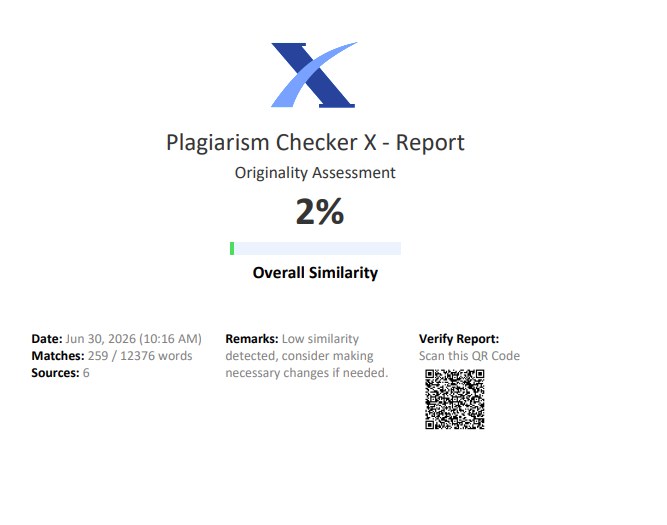 Plagiarism Checker X - Report
Originality Assessment
2%
Overall Similarity
Date: Jun 30, 2026 (10:16 AM)
Matches: 259 / 12376 words
Sources: 6
Remarks: Low similarity
detected, consider making
necessary changes if needed.
Verify Report:
Scan this QR Code